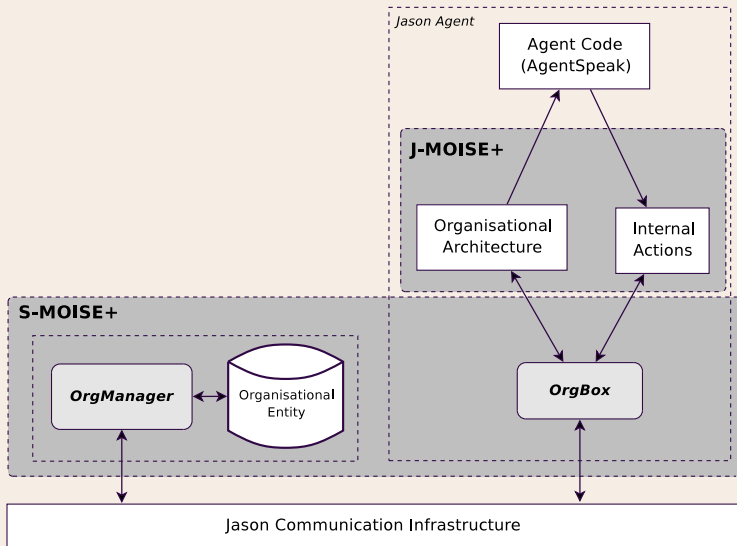 Jason Agent
Agent Code
(AgentSpeak)
J-MOISE+
Organisational
Architecture
Internal
Actions
S-MOISE+
OrgManager
Organisational
Entity
OrgBox
Jason Communication Infrastructure